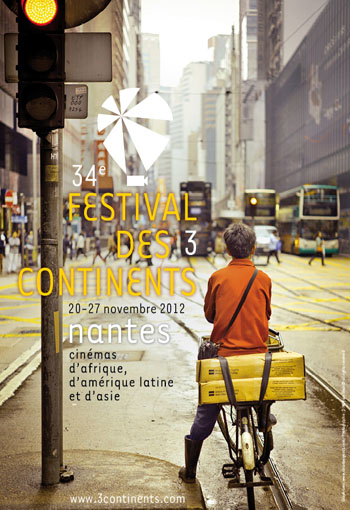 34e
FESTIVAL
DES 3
CONTINENTS
20-27 novembre 2012
nantes
cinémas
d'afrique,
d'amérique latine
et d'asie
www.3continents.com